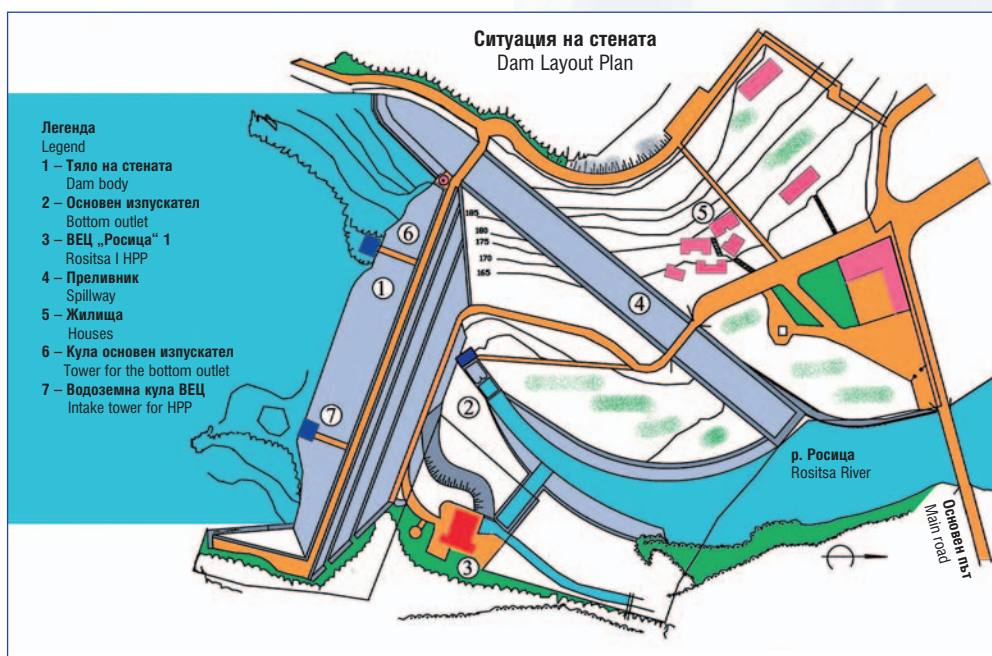 Ситуация на стената
Dam Layout Plan
Легенда
Legend
1 – Тяло на стената
Dam body
2 – Основен изпускател
Bottom outlet
3 – ВЕЦ „Росица“ 1
Rositsa I HPP
4 – Преливник
Spillway
5 – Жилища
Houses
6 – Кула основен изпускател
Tower for the bottom outlet
7 – Водоземна кула ВЕЦ
Intake tower for HPP
6
1
7
185
180
175
170
165
5
4
2
3
р. Росица
Rositsa River
Основен път
Main road